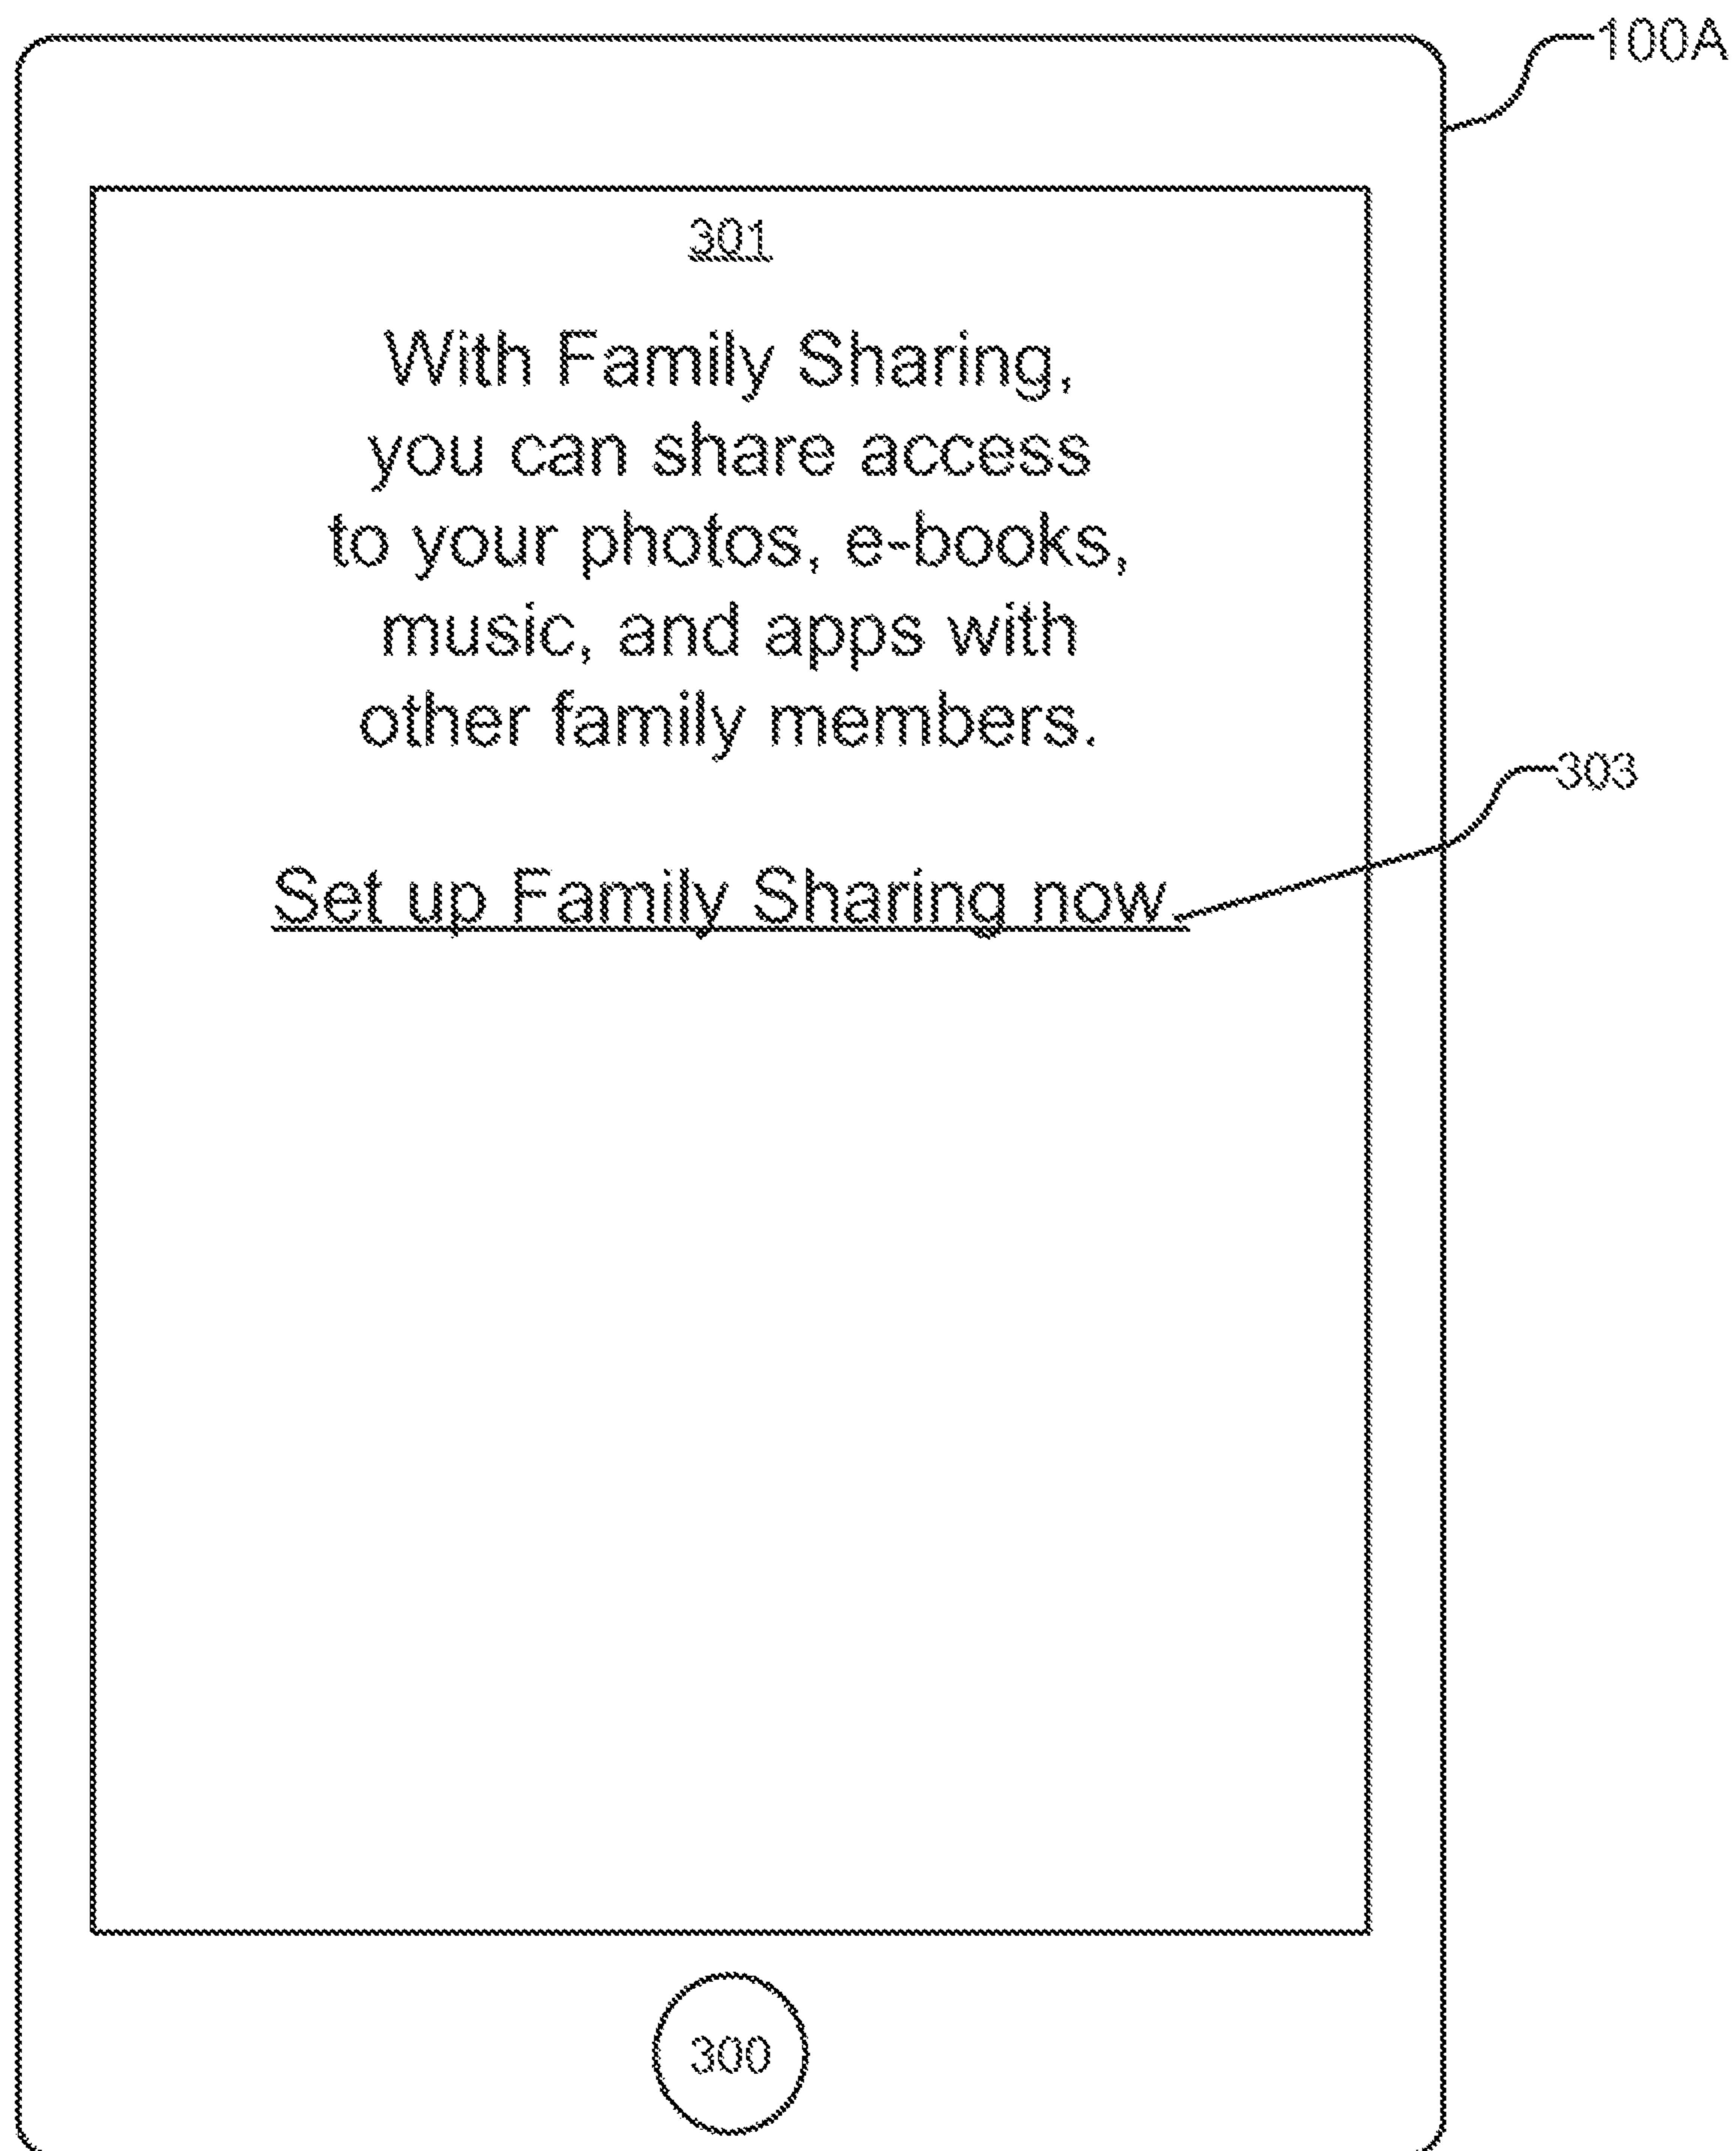 100A
301
With Family Sharing,
you can share access
to your photos, e-books,
music, and apps with
other family members.
303
Set up Family Sharing now.
300